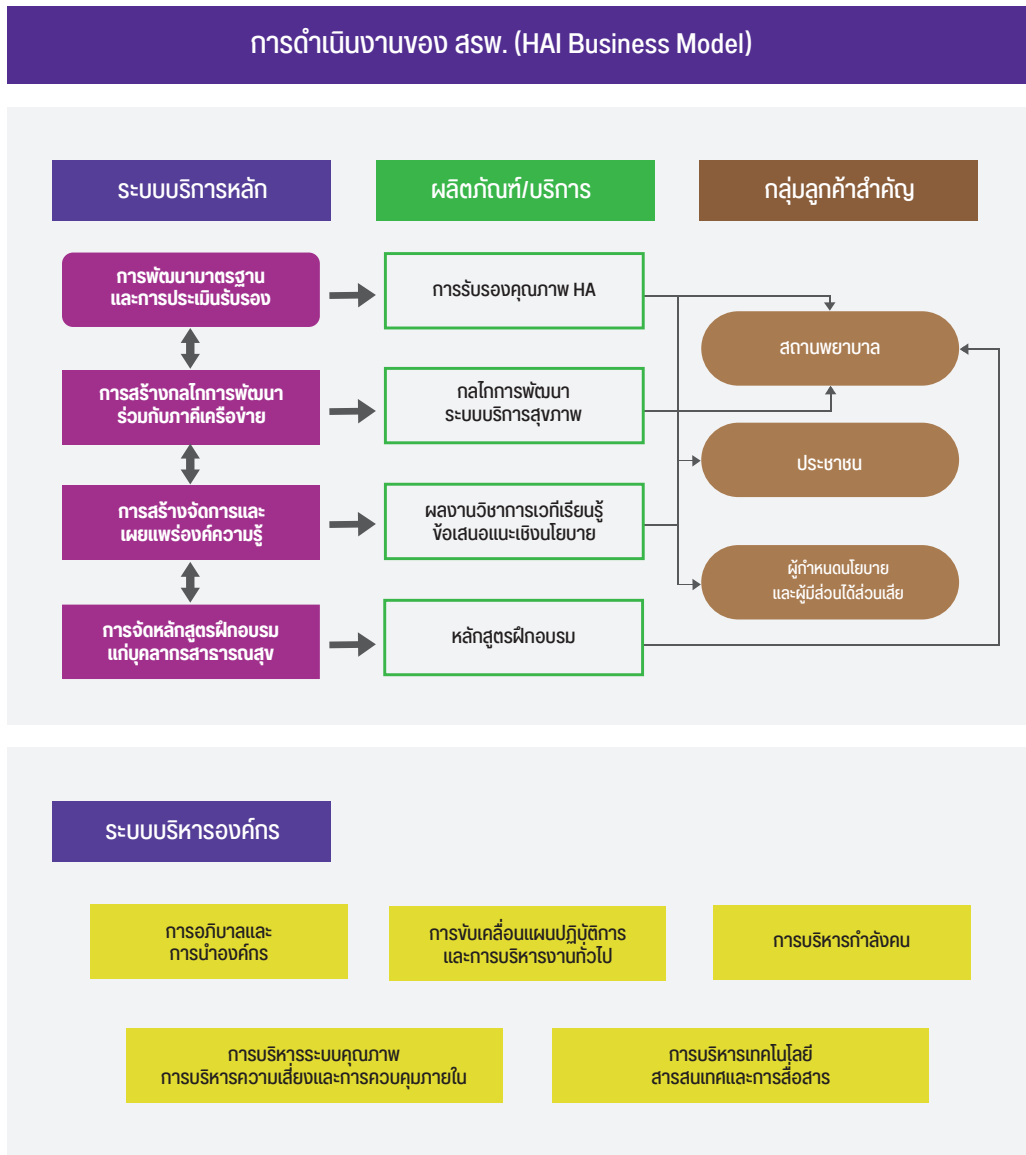 การดำเนินงานของ สรพ. (HAI Business Model)
ระบบบริการหลัก
ผลิตภัณฑ์/บริการ
กลุ่มลูกค้าสำคัญ
การพัฒนามาตรฐาน
และการประเมินรับรอง
การรับรองคุณภาพ HA
สถานพยาบาล
การสร้างกลไกการพัฒนา
ร่วมกับภาคีเครือข่าย
กลไกการพัฒนา
ระบบบริการสุขภาพ
ประชาชน
การสร้างจัดการและ
เผยแพร่องค์ความรู้
ผลงานวิชาการเวทีเรียนรู้
ข้อเสนอแนะเชิงนโยบาย
ผู้กำหนดนโยบาย
และผู้มีส่วนได้ส่วนเสีย
การจัดหลักสูตรฝึกอบรม
แก่บุคลากรสาธารณสุข
หลักสูตรฝึกอบรม
ระบบบริหารองค์กร
การอภิบาลและ
การนำองค์กร
การขับเคลื่อนแผนปฏิบัติการ
และการบริหารงานทั่วไป
การบริหารกำลังคน
การบริหารระบบคุณภาพ
การบริหารความเสี่ยงและการควบคุมภายใน
การบริหารเทคโนโลยี
สารสนเทศและการสื่อสาร